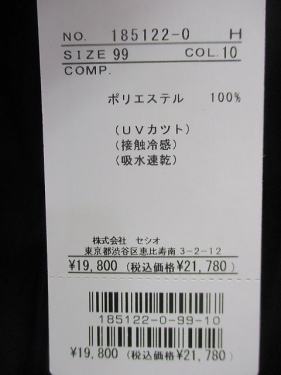 NO. 185122-0 H
SIZE 99 COL. 10
COMP.
ポリエステル 100%
(UVカツト)
(接触冷感)
(吸水速乾)
株式会社 セシオ
東京都渋谷区恵比寿南3-2-12
¥19,800 (税込価格¥21,780)
185122-0-99-10
¥19,800 (税込価格¥21,780)